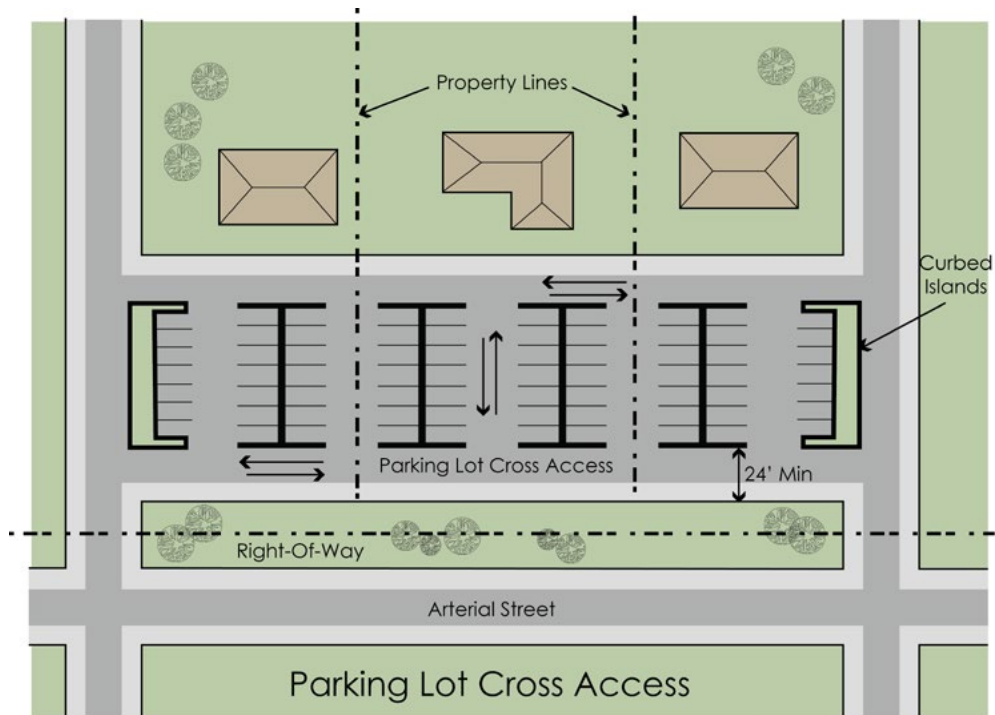 Property Lines
Curbed
Islands
Parking Lot Cross Access
24' Min
Right-Of-Way
Arterial Street
Parking Lot Cross Access